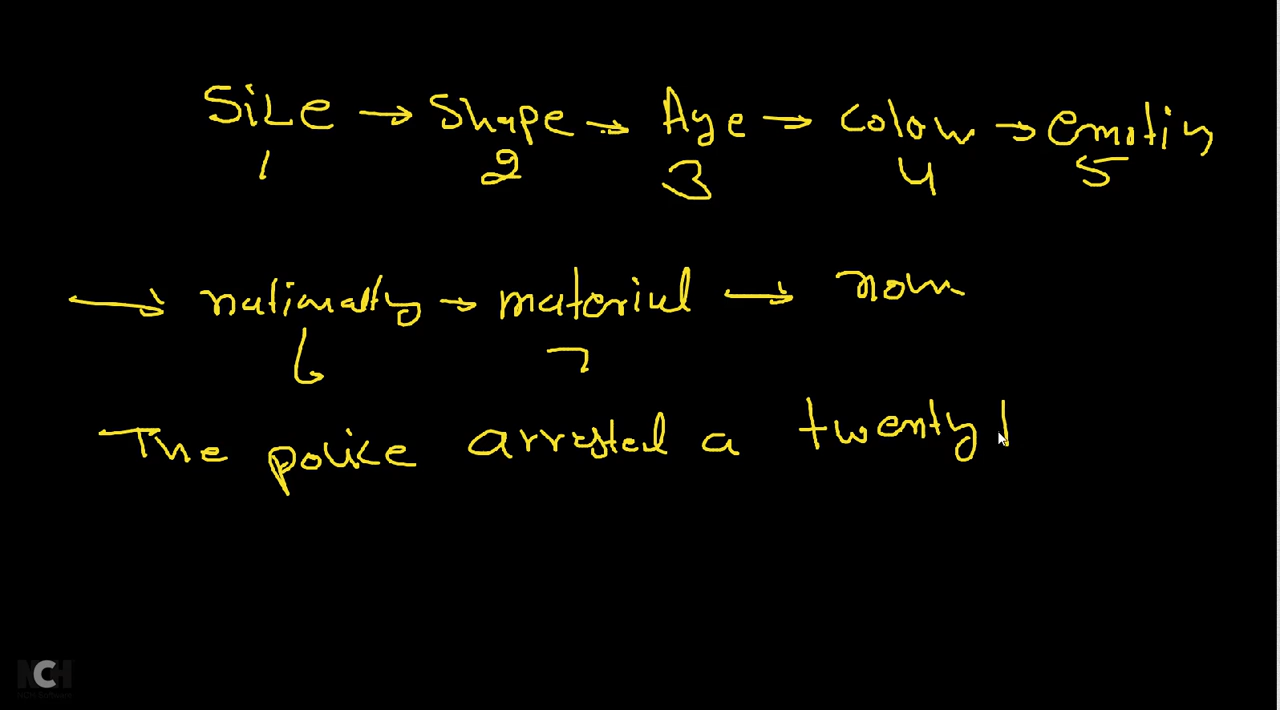 Size → Shape → Age → Colour → emotion
1 2 3 4 5
→ nationality → material → noun
6 7
The police arrested a twenty
NCH